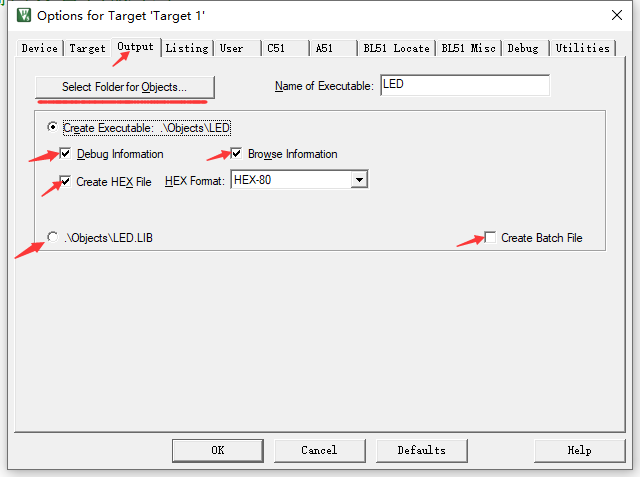 Options for Target 'Target 1'
Device Target Output Listing User C51 A51 BL51 Locate BL51 Misc Debug Utilities
Select Folder for Objects... Name of Executable: LED
Create Executable: .\Objects\LED
Debug Information Browse Information
Create HEX File HEX Format: HEX-80
.\Objects\LED.LIB Create Batch File
OK Cancel Defaults Help